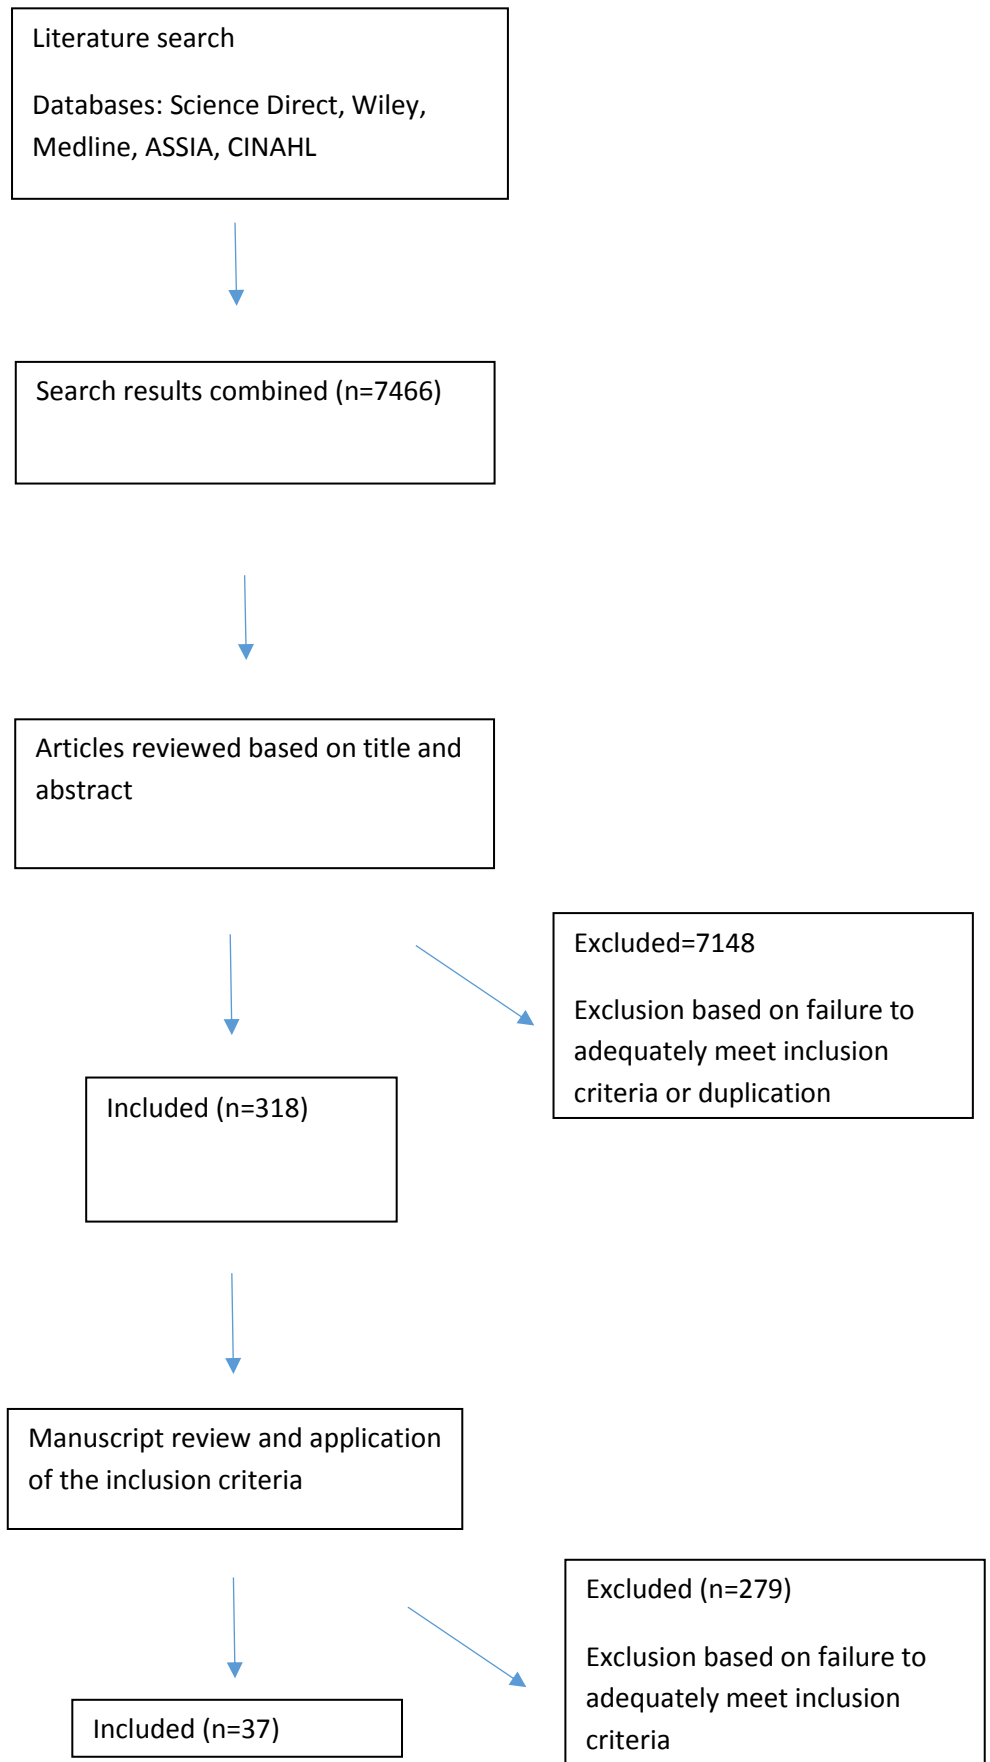 Literature search
Databases: Science Direct, Wiley,
Medline, ASSIA, CINAHL
Search results combined (n=7466)
Articles reviewed based on title and
abstract
Excluded=7148
Exclusion based on failure to
adequately meet inclusion
criteria or duplication
Included (n=318)
Manuscript review and application
of the inclusion criteria
Excluded (n=279)
Exclusion based on failure to
adequately meet inclusion
criteria
Included (n=37)